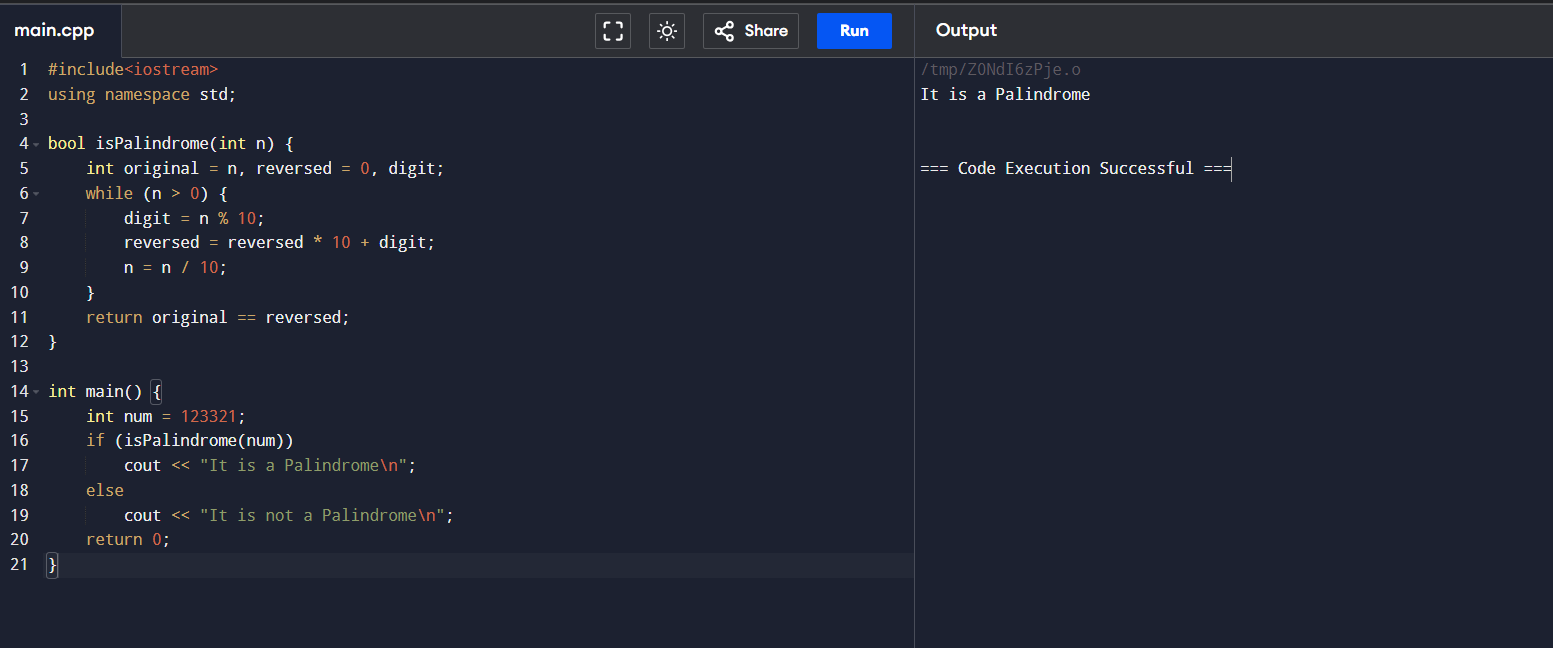 main.cpp
Share
Run
Output
1 #include<iostream>
2 using namespace std;
3
4 bool isPalindrome(int n) {
5     int original = n, reversed = 0, digit;
6     while (n > 0) {
7         digit = n % 10;
8         reversed = reversed * 10 + digit;
9         n = n / 10;
10     }
11     return original == reversed;
12 }
13
14 int main() {
15     int num = 123321;
16     if (isPalindrome(num))
17         cout << "It is a Palindrome\n";
18     else
19         cout << "It is not a Palindrome\n";
20     return 0;
21 }
/tmp/ZONdI6zPje.o
It is a Palindrome
=== Code Execution Successful ===